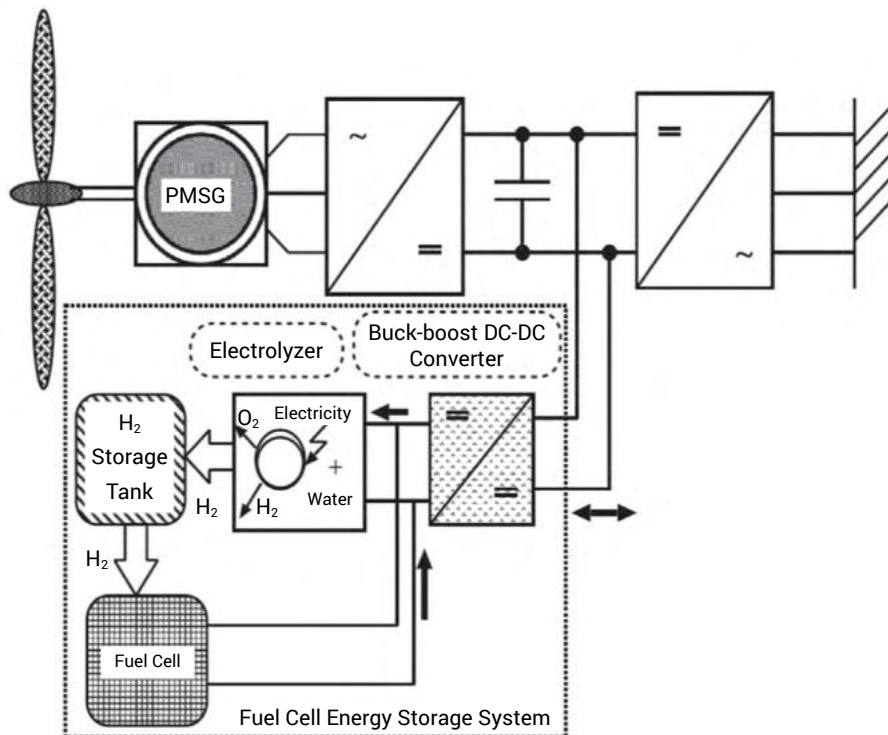 PMSG
~
=
=
~
Electrolyzer
Buck-boost DC-DC
Converter
H₂
Storage
Tank
O₂
Electricity
+
Water
H₂
H₂
=
=
H₂
Fuel Cell
Fuel Cell Energy Storage System